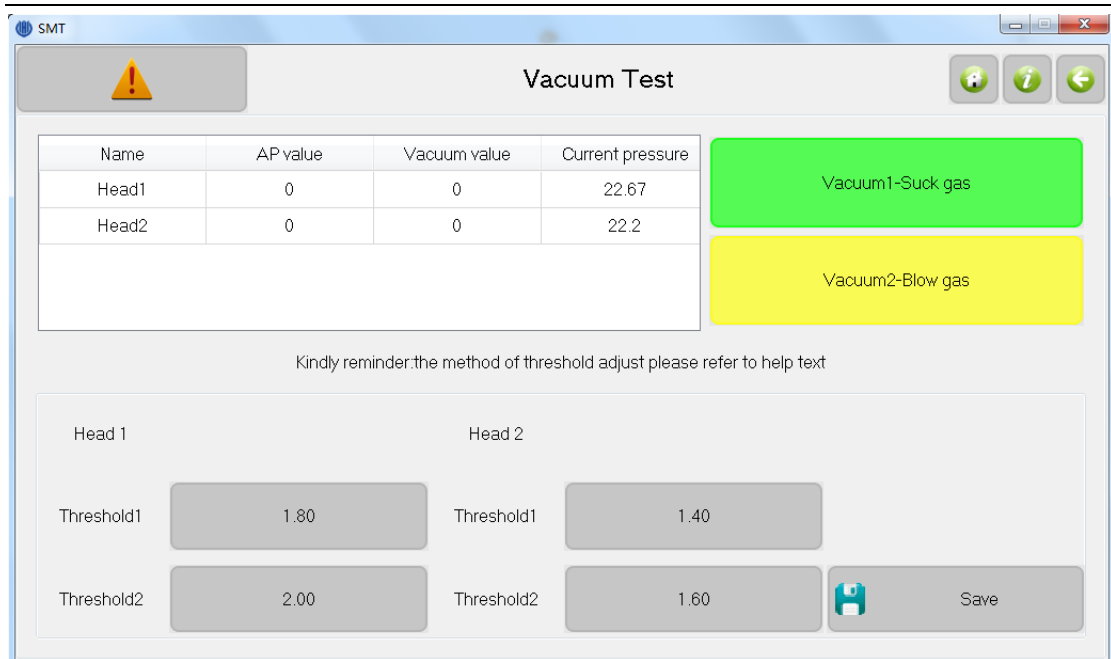 SMT
Vacuum Test
Name AP value Vacuum value Current pressure
Head1 0 0 22.67
Head2 0 0 22.2
Vacuum1-Suck gas
Vacuum2-Blow gas
Kindly reminder:the method of threshold adjust please refer to help text
Head 1 Head 2
Threshold1 1.80 Threshold1 1.40
Threshold2 2.00 Threshold2 1.60 Save